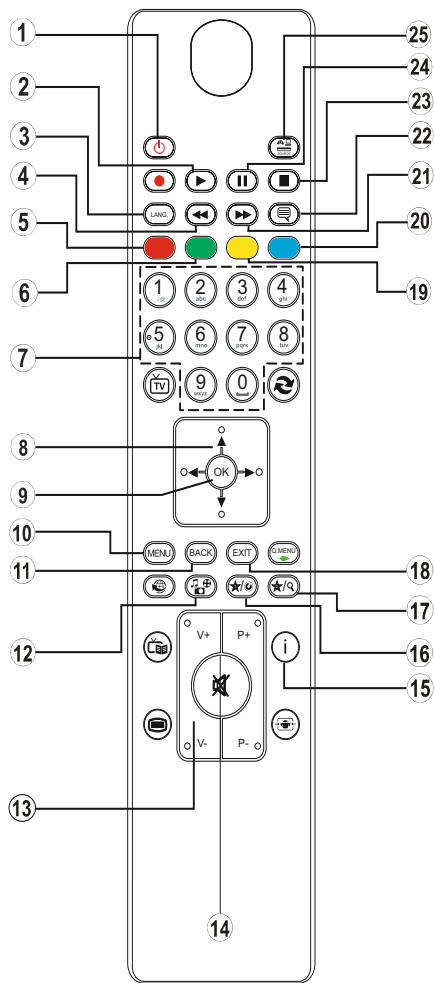 1
25
2
24
SOURCE
3
23
4
22
LANG.
21
5
20
6
19
1 2 3 4
./@ abc def ghi
7
5 6 7 8
jkl mno pqrs tuv
TV 9 0
wxyz
8
9
OK
10
MENU BACK EXIT Q.MENU
11
18
17
12
16
V+ P+
i
15
V- P-
13
14